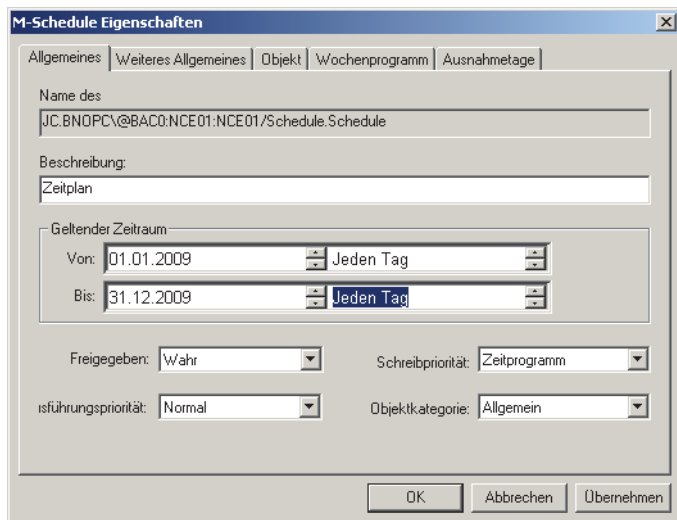 M-Schedule Eigenschaften
Allgemeines Weiteres Allgemeines Objekt Wochenprogramm Ausnahmetage
Name des
JC.BNOPC\@BAC0:NCE01:NCE01/Schedule.Schedule
Beschreibung:
Zeitplan
Geltender Zeitraum
Von: 01.01.2009 Jeden Tag
Bis: 31.12.2009 Jeden Tag
Freigegeben: Wahr Schreibpriorität: Zeitprogramm
ısführungspriorität: Normal Objektkategorie: Allgemein
OK Abbrechen Übernehmen